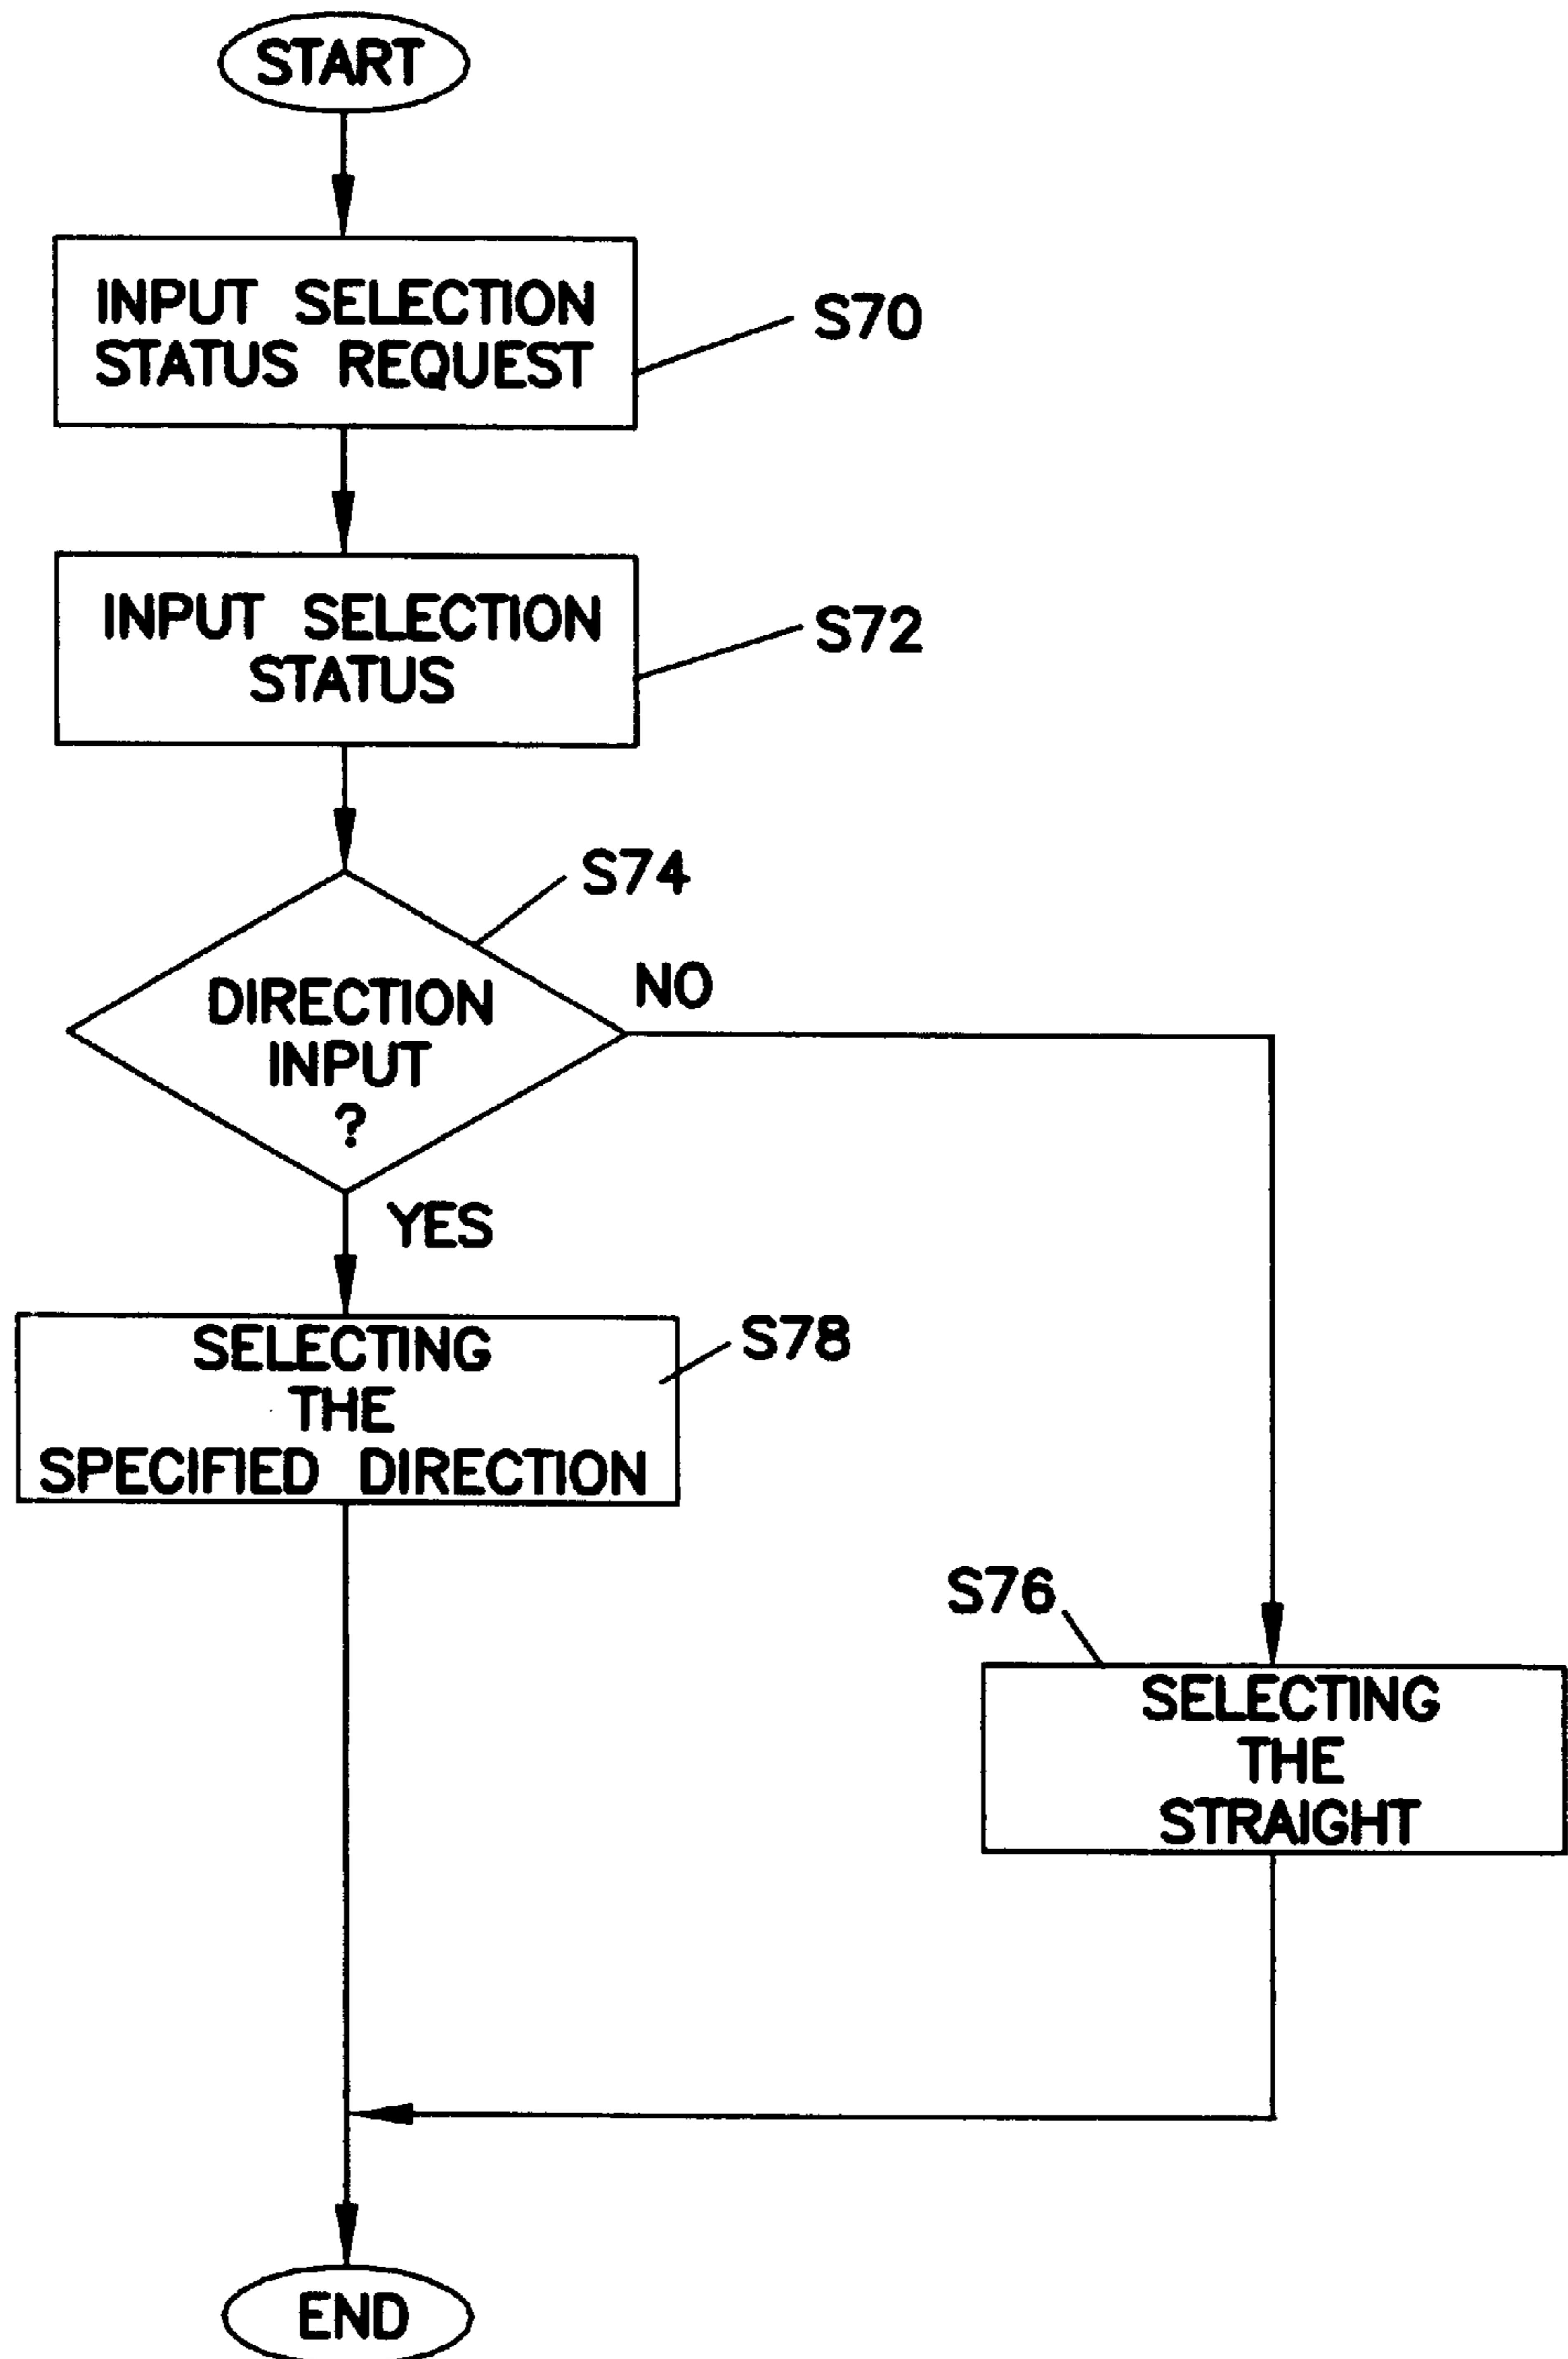 START
INPUT SELECTION
STATUS REQUEST
S70
INPUT SELECTION
STATUS
S72
S74
DIRECTION
INPUT
?
NO
YES
SELECTING
THE
SPECIFIED DIRECTION
S78
S76
SELECTING
THE
STRAIGHT
END